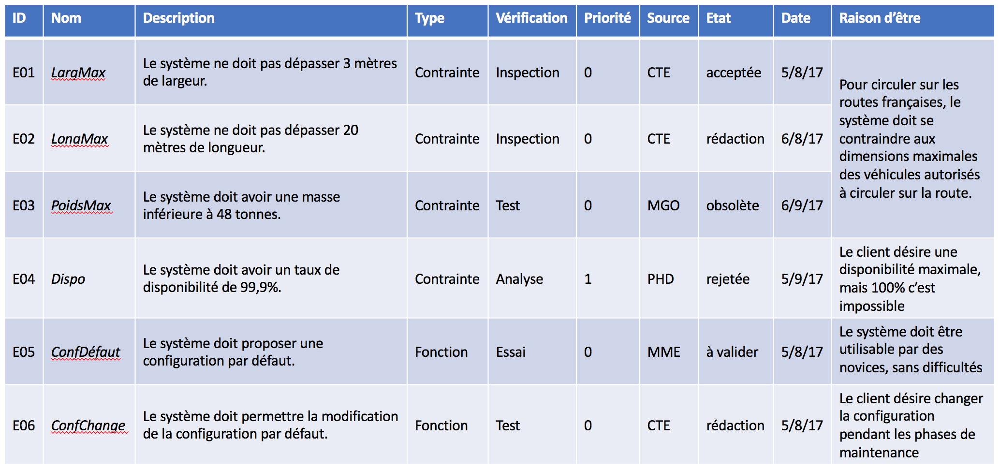 ID Nom Description Type Vérification Priorité Source Etat Date Raison d’être
E01 LargMax Le système ne doit pas dépasser 3 mètres
de largeur. Contrainte Inspection 0 CTE acceptée 5/8/17
E02 LongMax Le système ne doit pas dépasser 20
mètres de longueur. Contrainte Inspection 0 CTE rédaction 6/8/17
E03 PoidsMax Le système doit avoir une masse
inférieure à 48 tonnes. Contrainte Test 0 MGO obsolète 6/9/17
Pour circuler sur les
routes françaises, le
système doit se
contraindre aux
dimensions maximales
des véhicules autorisés
à circuler sur la route.
E04 Dispo Le système doit avoir un taux de
disponibilité de 99,9%. Contrainte Analyse 1 PHD rejetée 5/9/17
Le client désire une
disponibilité maximale,
mais 100% c’est
impossible
E05 ConfDéfaut Le système doit proposer une
configuration par défaut. Fonction Essai 0 MME à valider 5/8/17
Le système doit être
utilisable par des
novices, sans difficultés
E06 ConfChange Le système doit permettre la modification
de la configuration par défaut. Fonction Test 0 CTE rédaction 5/8/17
Le client désire changer
la configuration
pendant les phases de
maintenance